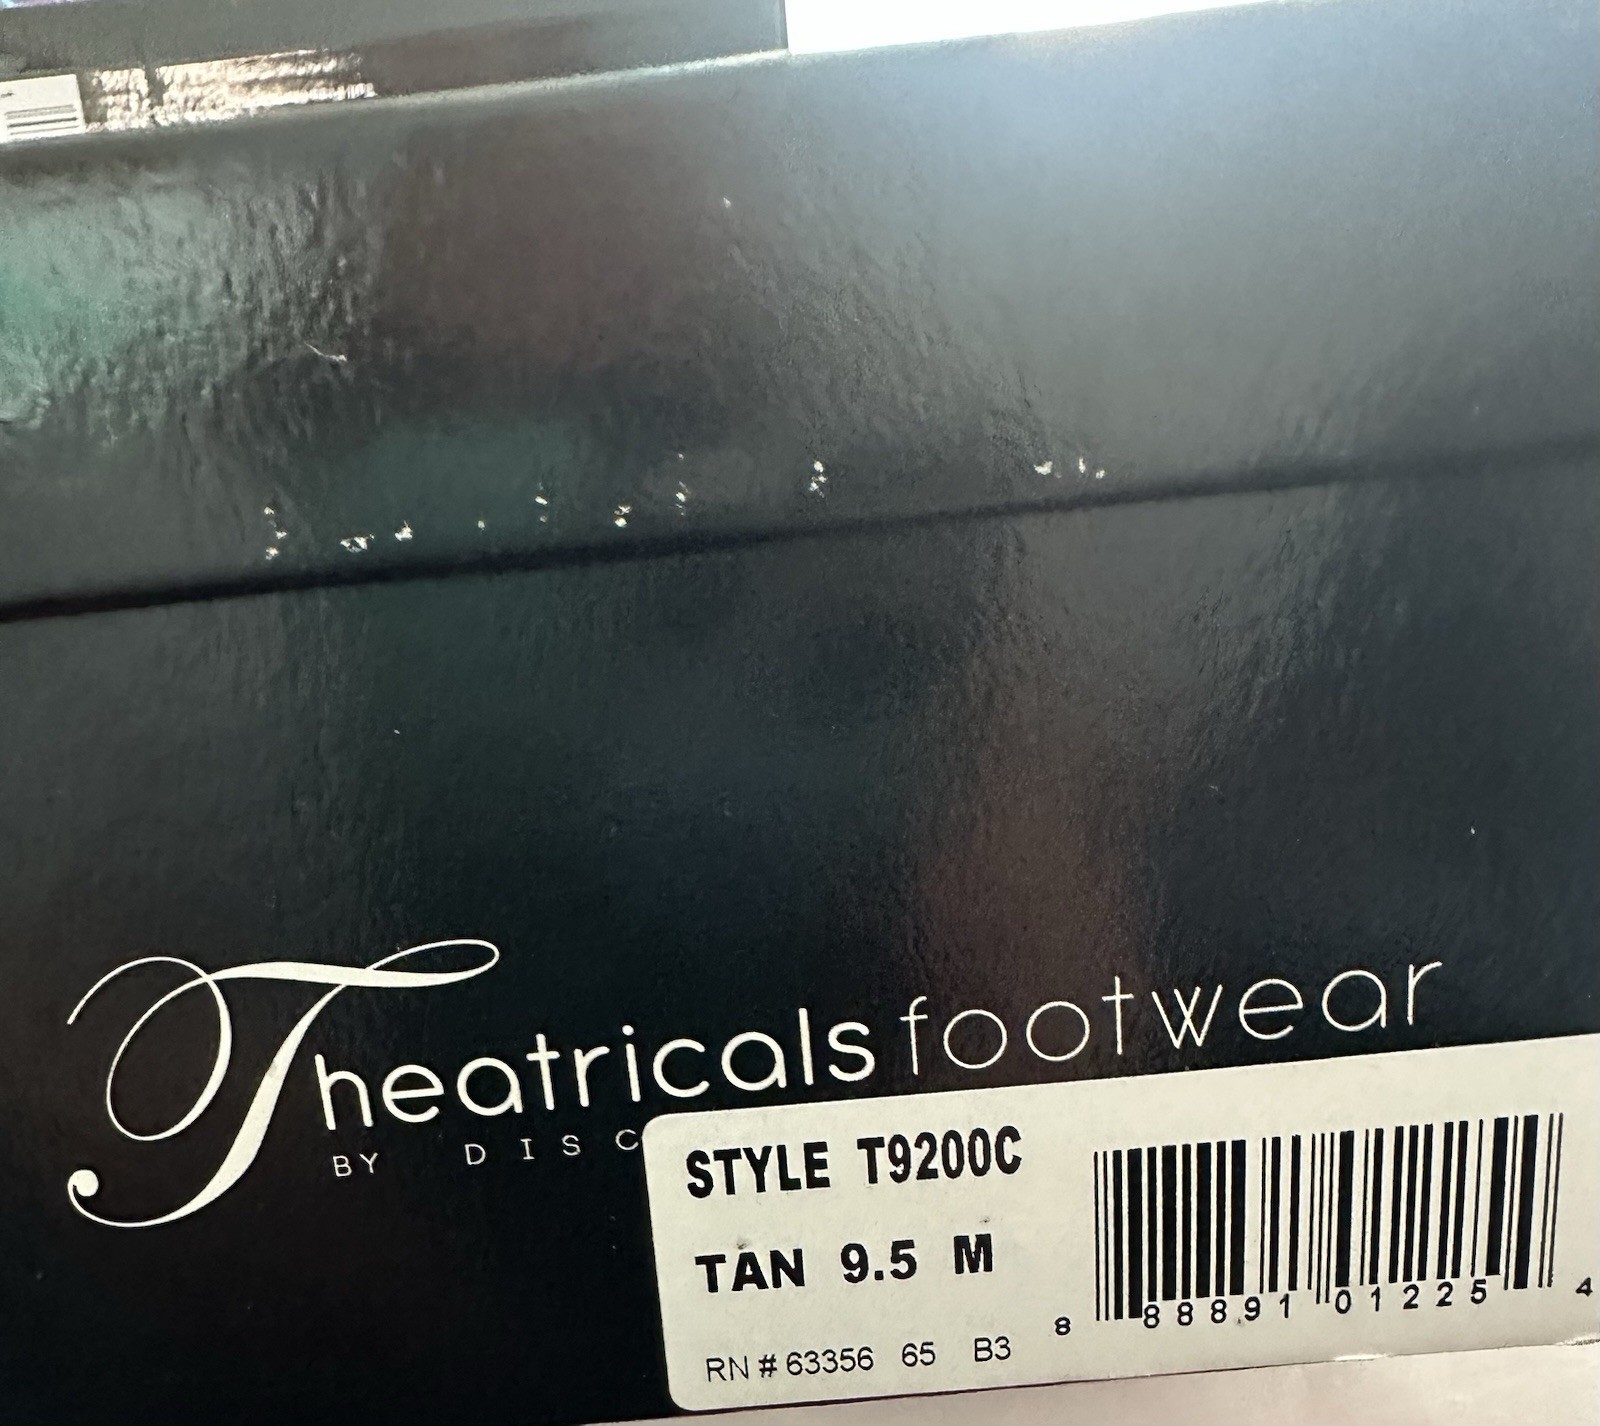 Theatricals footwear
BY DISC
STYLE T9200C
TAN 9.5 M
RN # 63356 65 B3
8 88891 01225 4